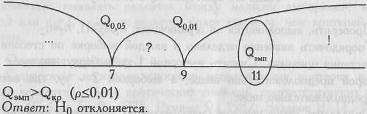 Q0,05 Q0,01
... ? Qэмп !
7 9 11
Qэмп>Qкр (ρ≤0,01)
Ответ: H0 отклоняется.